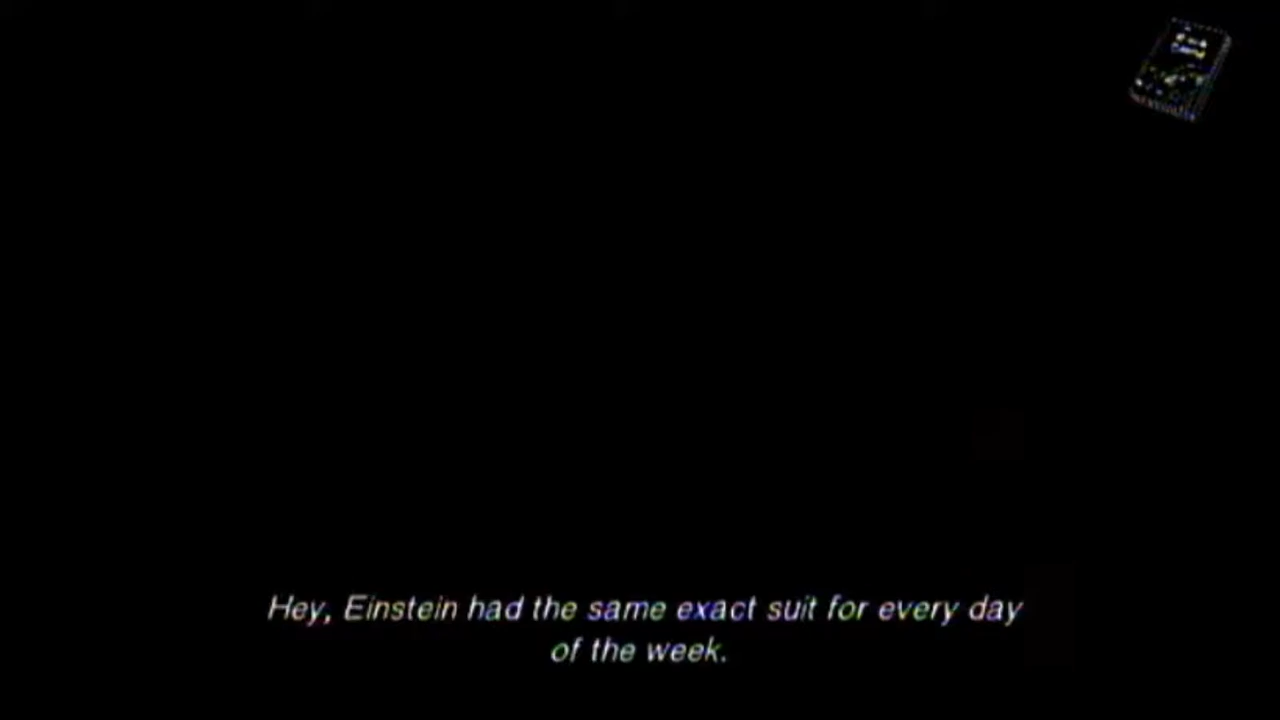 Hey, Einstein had the same exact suit for every day
of the week.